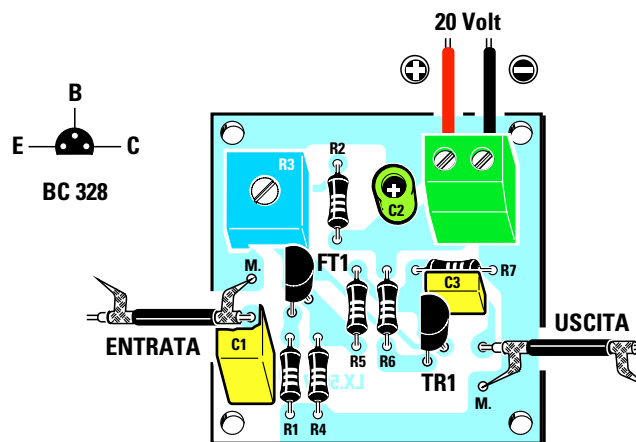 20 Volt
B
E
C
BC 328
R3
R2
C2
FT1
M.
R7
C3
ENTRATA
C1
R5
R6
TR1
USCITA
M.
R1
R4